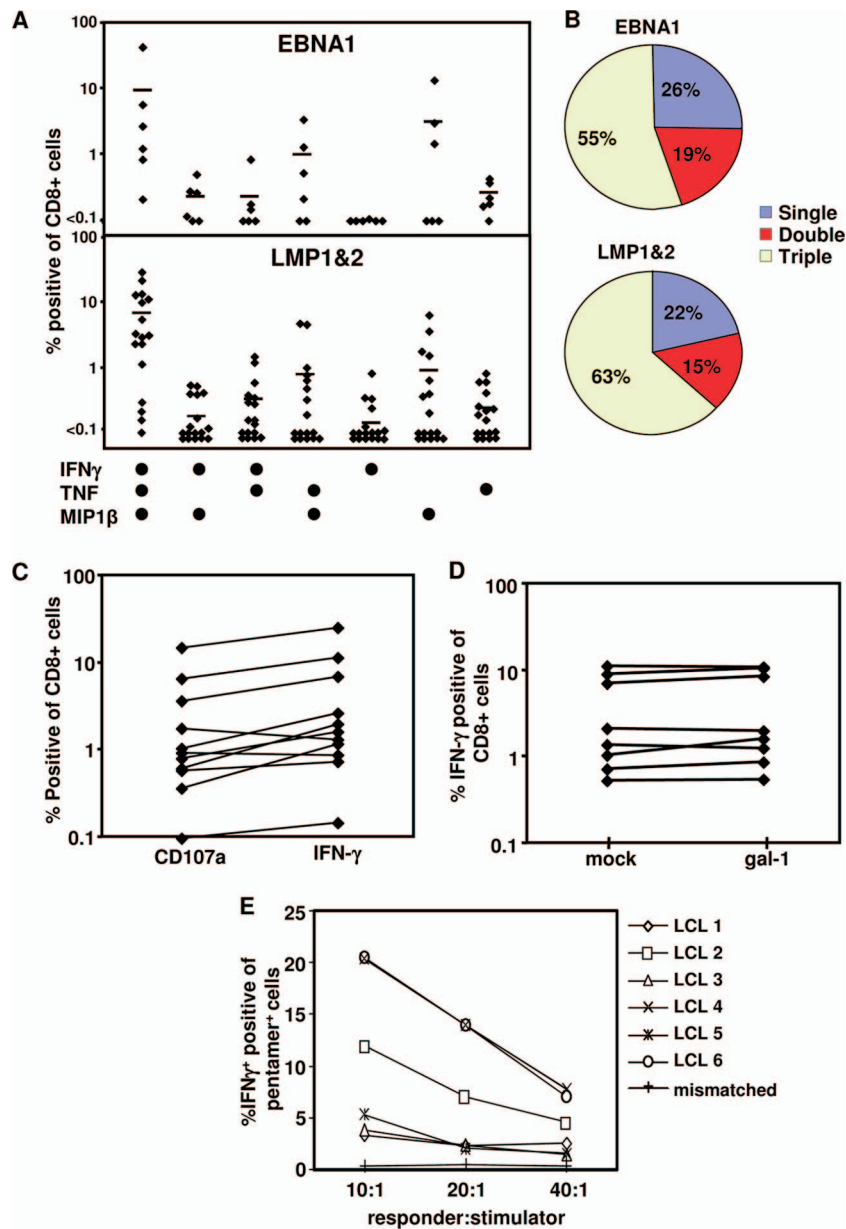 A
EBNA1
% positive of CD8+ cells
100
10
1
<0.1
LMP1&2
100
10
1
<0.1
IFNγ
TNF
MIP1β
B
EBNA1
26%
19%
55%
Single
Double
Triple
LMP1&2
22%
15%
63%
C
% Positive of CD8+ cells
100
10
1
0.1
CD107a IFN-γ
D
% IFN-γ positive of
CD8+ cells
100
10
1
0.1
mock gal-1
E
%IFNγ+ positive of
pentamer+ cells
25
20
15
10
5
0
10:1 20:1 40:1
responder:stimulator
LCL 1
LCL 2
LCL 3
LCL 4
LCL 5
LCL 6
mismatched